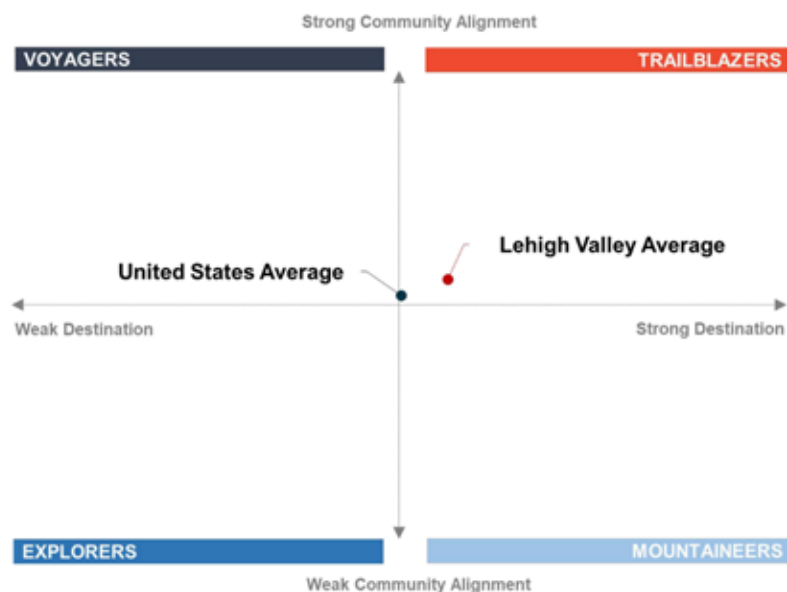 Strong Community Alignment
VOYAGERS
TRAILBLAZERS
Lehigh Valley Average
United States Average
Weak Destination
Strong Destination
EXPLORERS
MOUNTAINEERS
Weak Community Alignment